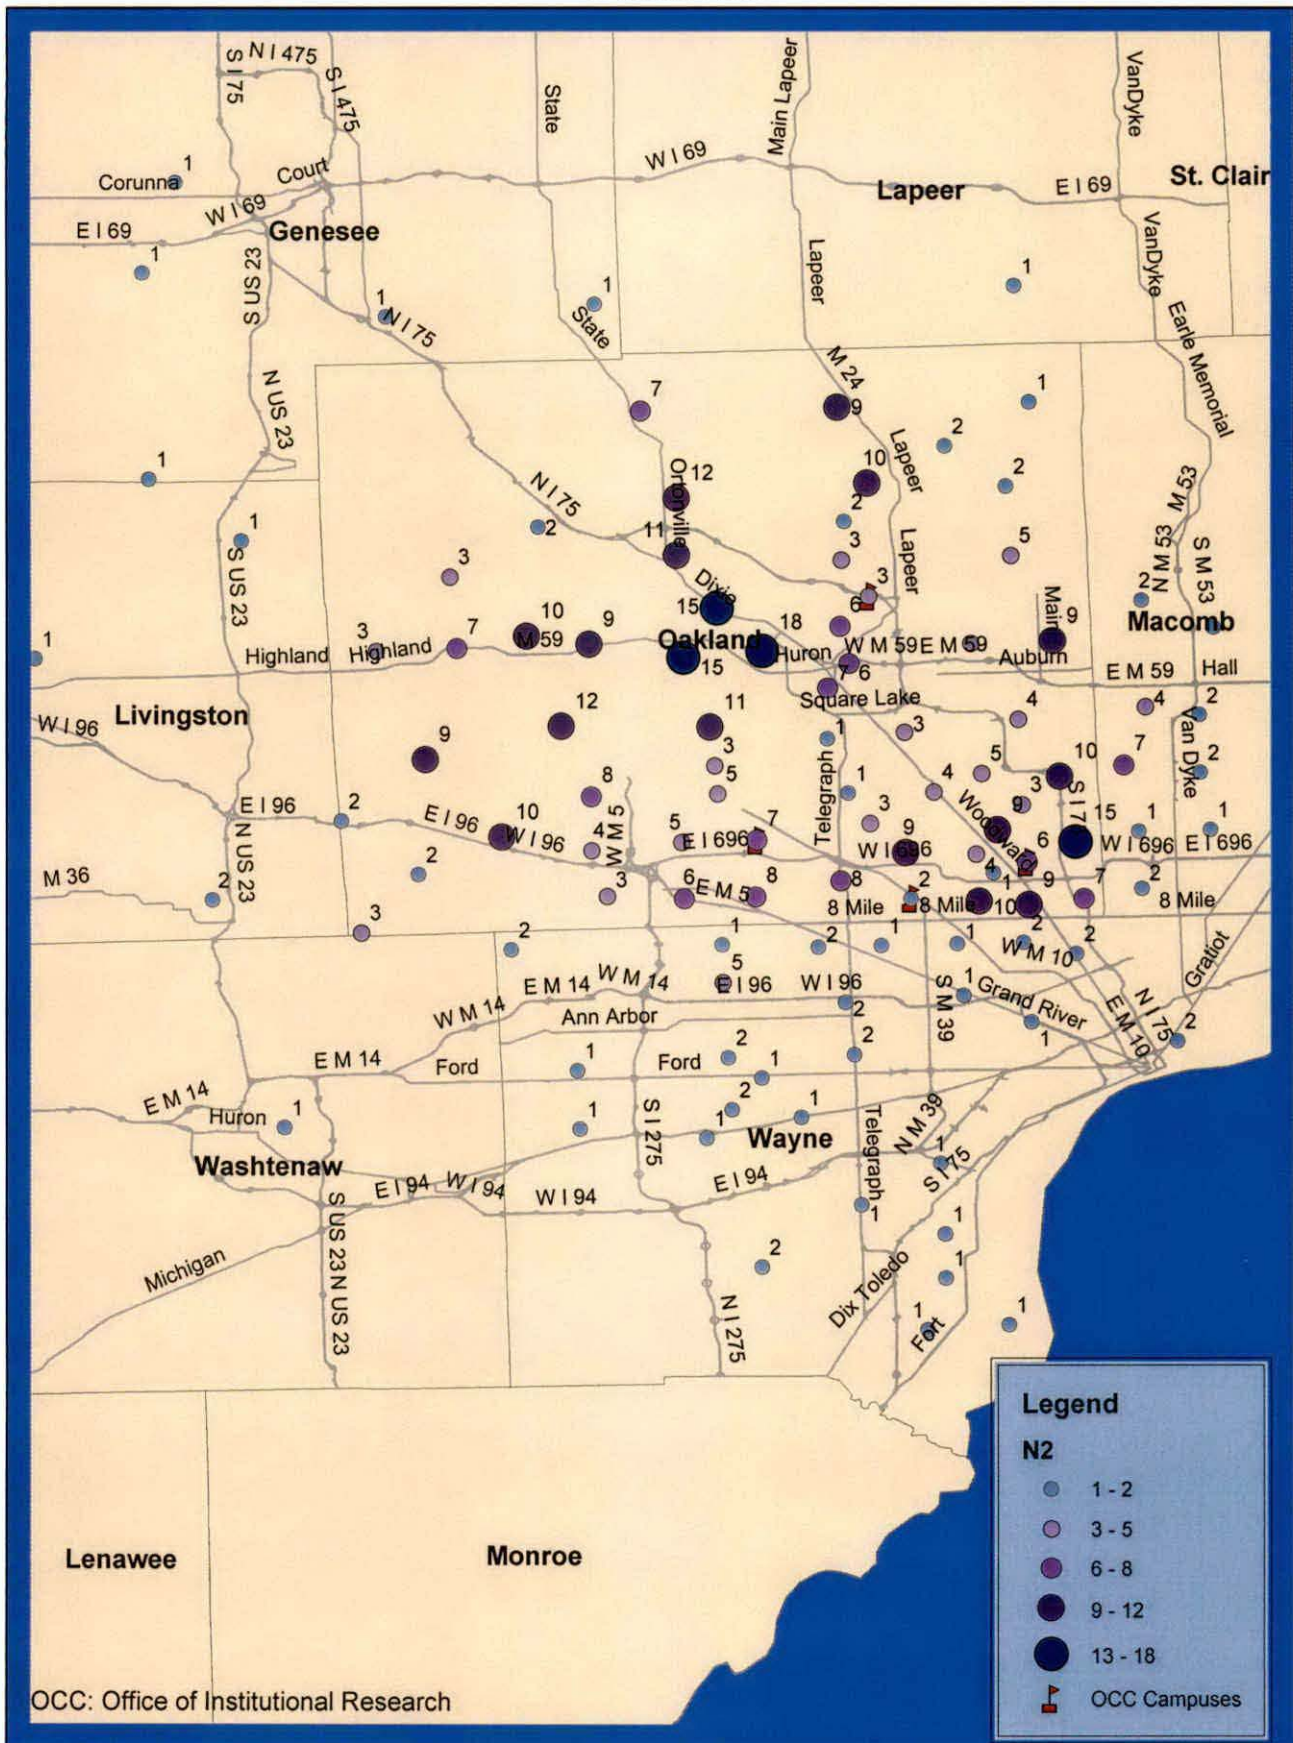 N I 475
S I 75
S I 475
State
Main Lapeer
VanDyke
W I 69
1
Corunna
Court
Lapeer
E I 69
St. Clair
W I 69
E I 69
Genesee
VanDyke
1
S US 23
Lapeer
1
1
1
N I 75
State
Earle Memorial
M 24
N US 23
7
9
1
2
Lapeer
1
12
10
2
Ortonville
N I 75
2
2
M 53
1
11
3
5
S US 23
3
Dixie
3
Lapeer
N M 53
S M 53
2
15
6
Main
9
Macomb
10
9
18
3
7
M 59
Oakland
Huron
W M 59
E M 59
1
Highland
Highland
15
6
Auburn
E M 59
Hall
7
Square Lake
Livingston
W I 96
12
11
4
4
2
Van Dyke
3
1
9
3
5
10
7
2
8
5
Telegraph
1
4
3
S I 7
E I 96
2
E I 96
10
W I 96
W M 5
4
5
E I 696
7
3
9
Woodward
9
6
15
1
1
W I 696
W I 696
E I 696
N US 23
M 36
2
2
3
6
E M 5
8
8
2
4
1
9
7
2
8 Mile
8 Mile
10
8 Mile
3
2
1
2
1
1
2
W M 10
2
Gratiot
5
E I 96
W I 96
W M 14
E M 14
W M 14
1
Grand River
S M 39
Ann Arbor
2
1
E M 10
N I 75
2
E M 14
Ford
1
2
Ford
1
2
E M 14
Huron
1
1
2
1
1
S I 275
Wayne
Telegraph
N M 39
Washtenaw
1
S I 75
E I 94
W I 94
W I 94
E I 94
1
S US 23
N US 23
1
Michigan
2
1
Dix Toledo
N I 275
1
Fort
1
Legend
N2
1 - 2
3 - 5
6 - 8
9 - 12
13 - 18
OCC Campuses
Lenawee
Monroe
OCC: Office of Institutional Research